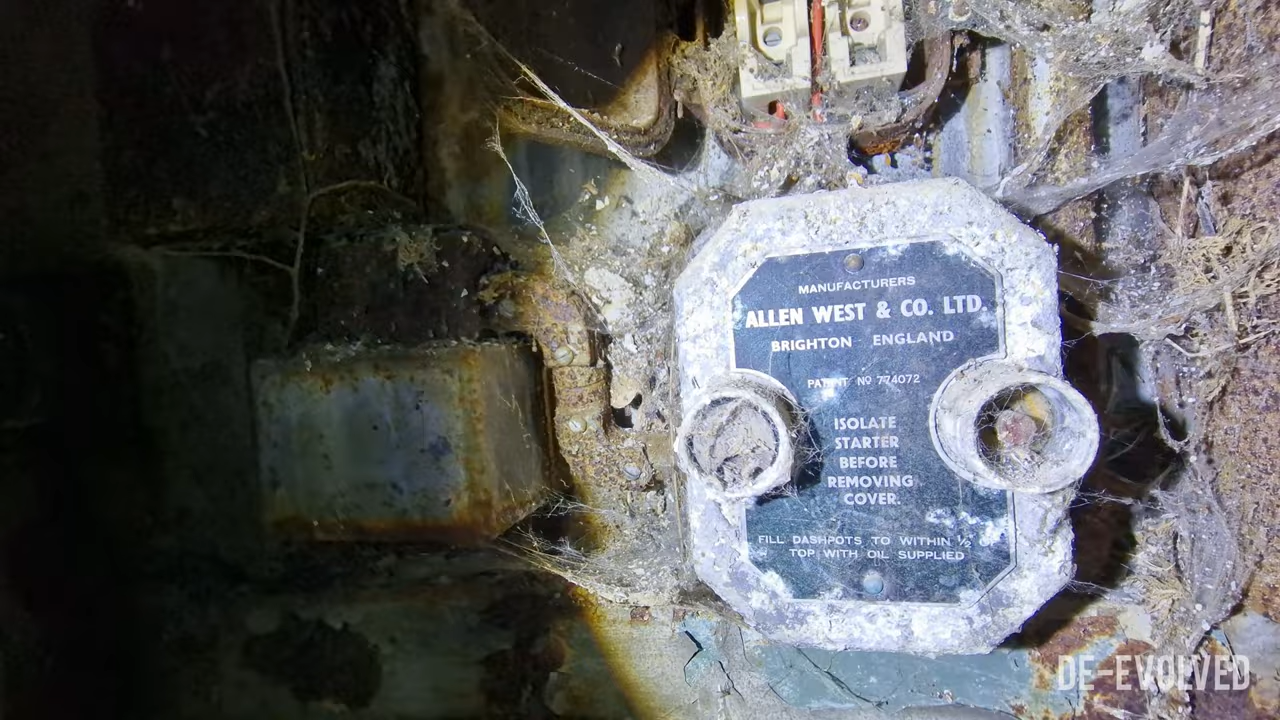 MANUFACTURERS
ALLEN WEST & CO. LTD.
BRIGHTON ENGLAND
PATENT Nº 774072
ISOLATE
STARTER
BEFORE
REMOVING
COVER.
FILL DASHPOTS TO WITHIN ½
TOP WITH OIL SUPPLIED
DE-EVOLVED